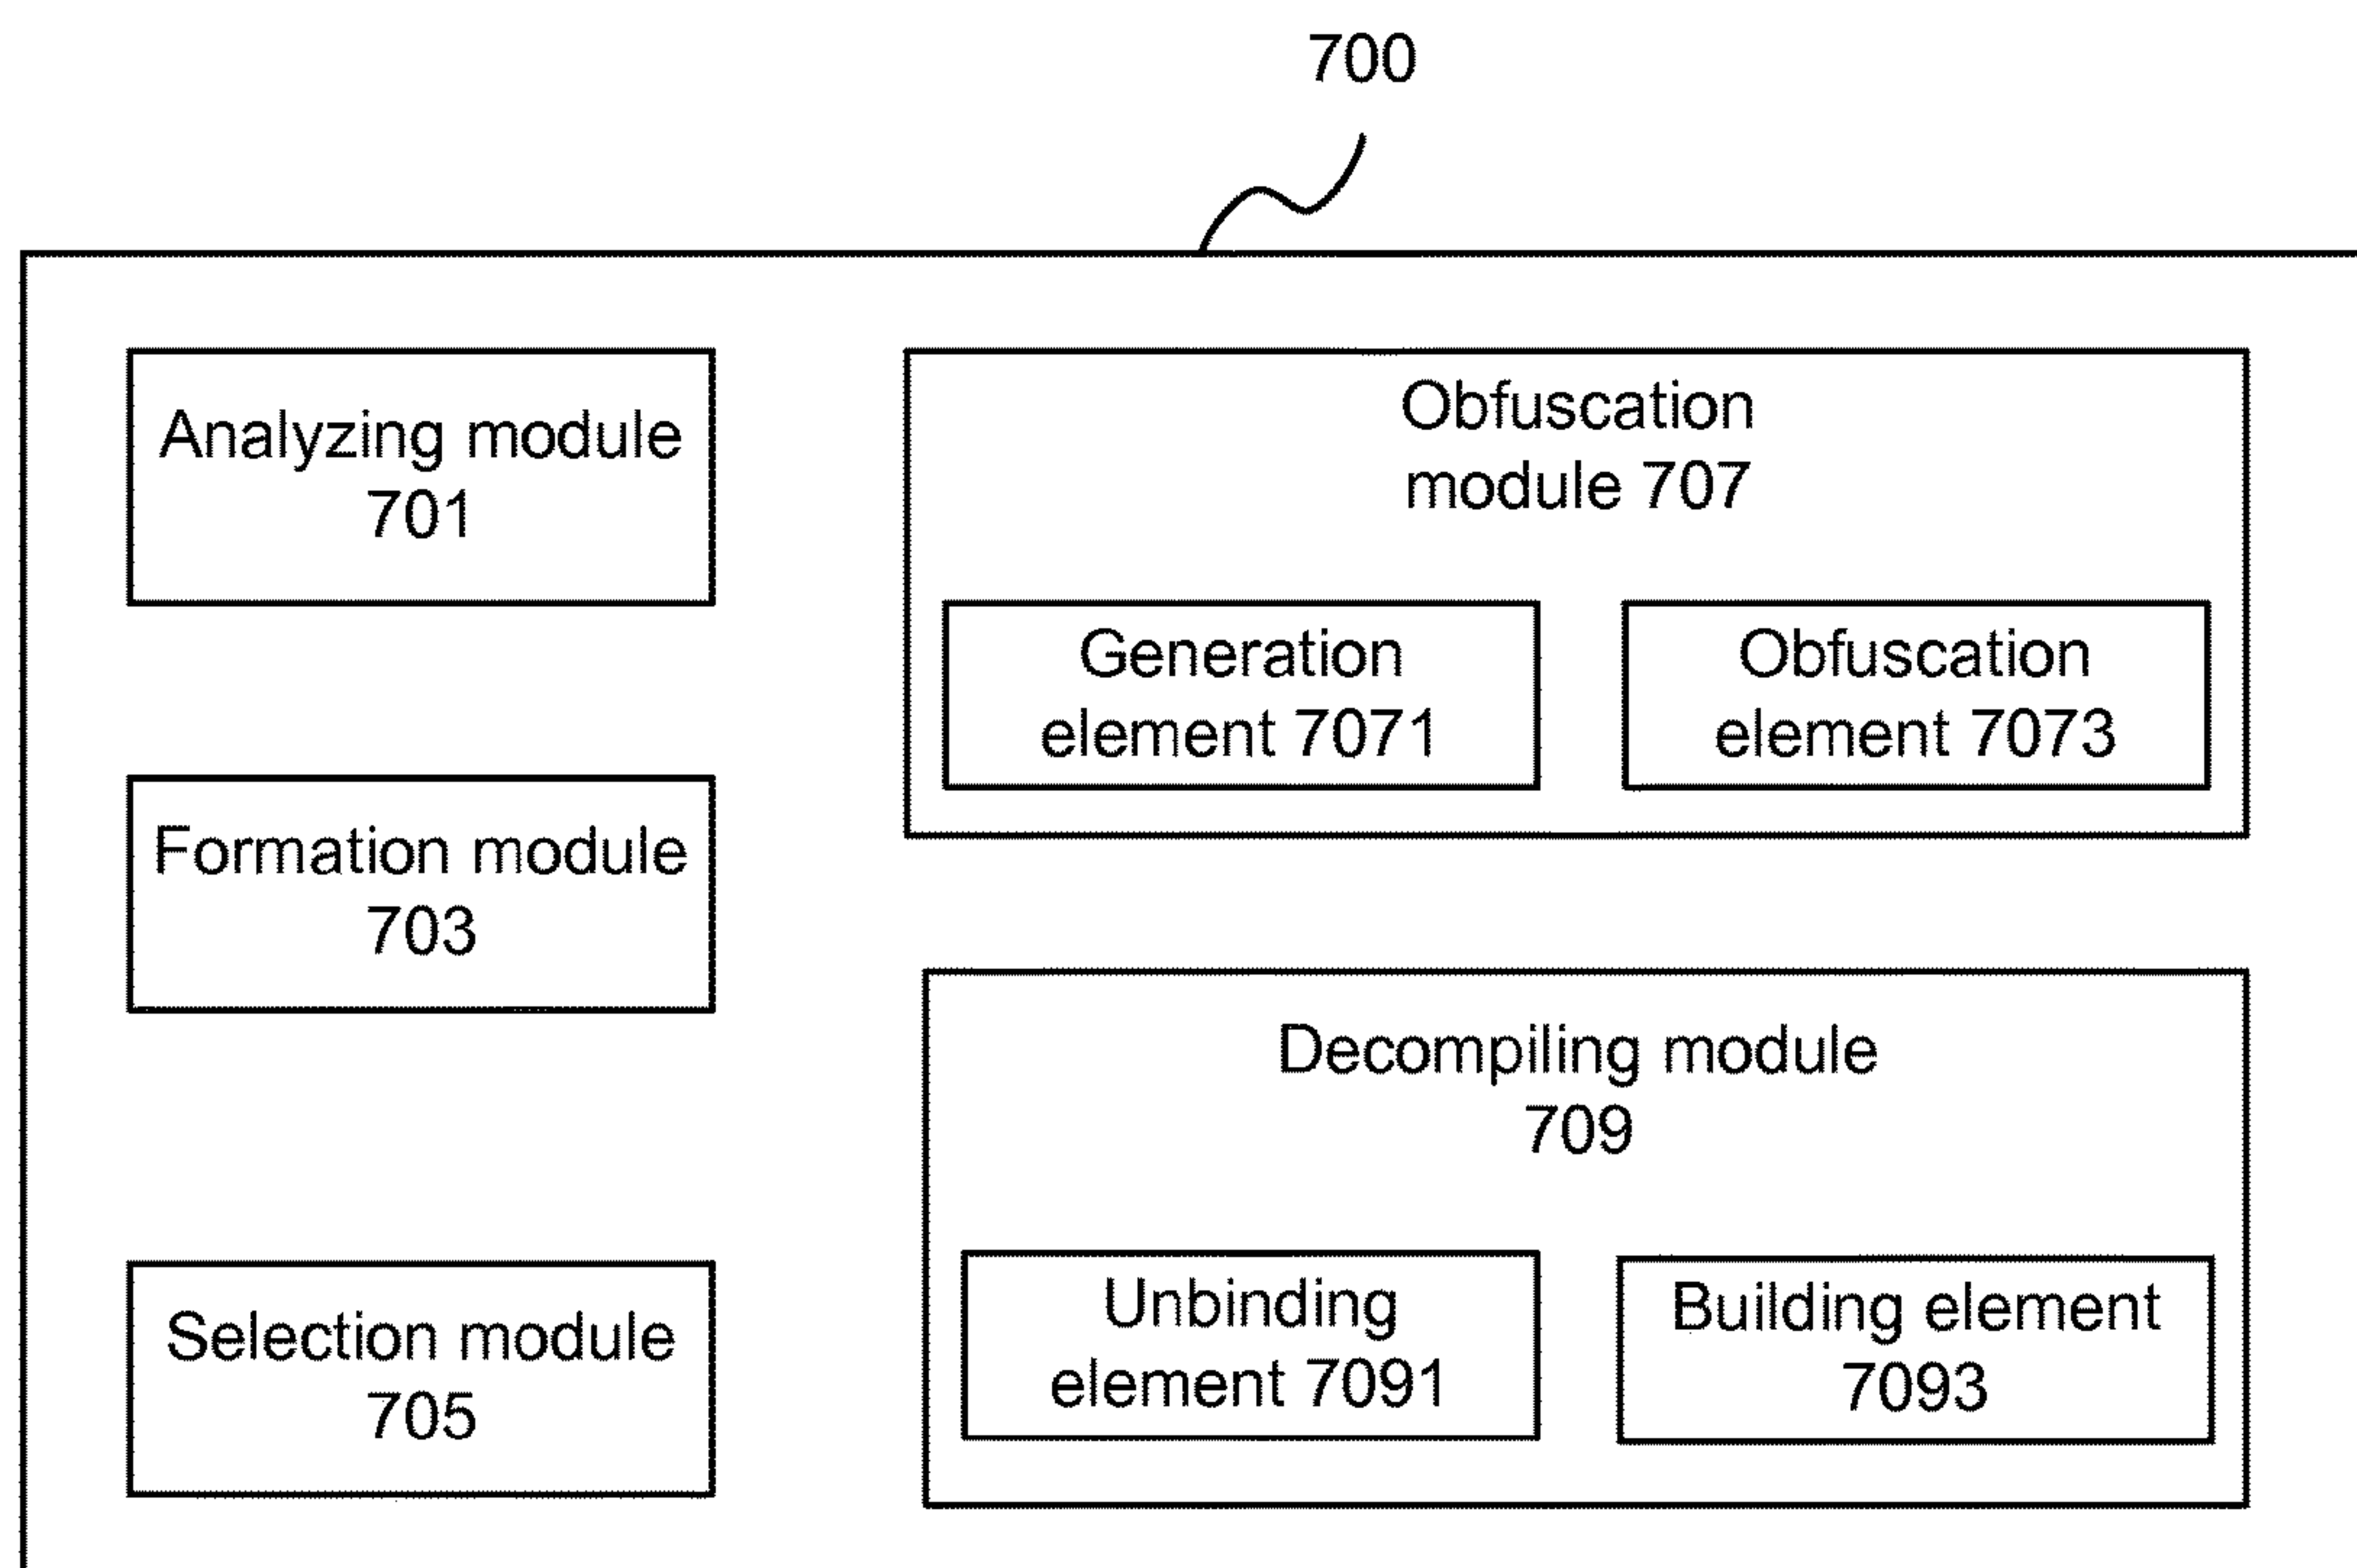 700
Analyzing module
701
Formation module
703
Selection module
705
Obfuscation
module 707
Generation
element 7071
Obfuscation
element 7073
Decompiling module
709
Unbinding
element 7091
Building element
7093